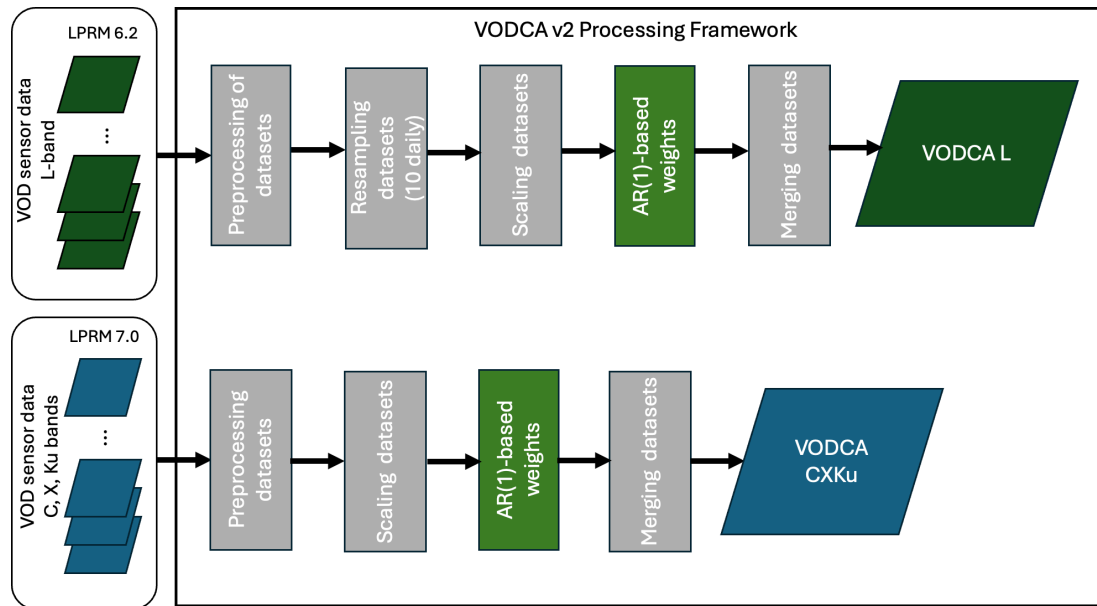 VODCA v2 Processing Framework
LPRM 6.2
VOD sensor data
L-band
...
Preprocessing of
datasets
Resampling
datasets
(10 daily)
Scaling datasets
AR(1)-based
weights
Merging datasets
VODCA L
LPRM 7.0
VOD sensor data
C, X, Ku bands
...
Preprocessing
datasets
Scaling datasets
AR(1)-based
weights
Merging datasets
VODCA
CXKu